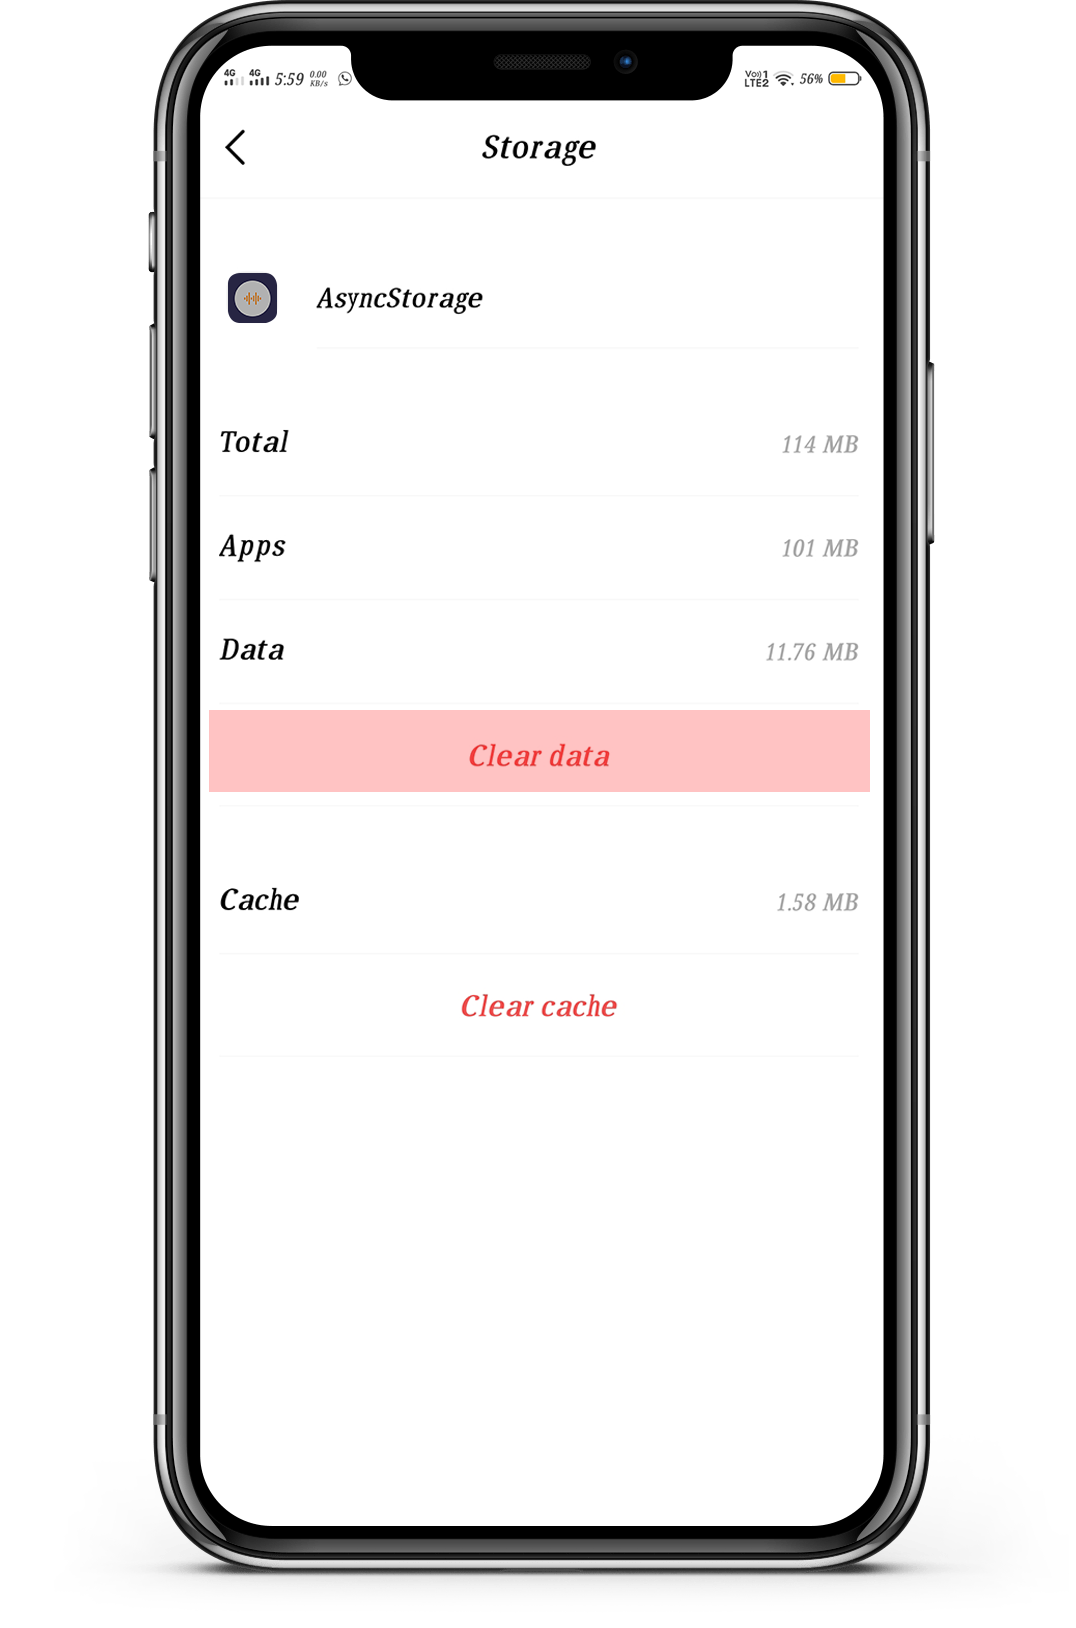 4G 4G 5:59 0.00 KB/s Vo))1 LTE2 56%
Storage
AsyncStorage
Total 114 MB
Apps 101 MB
Data 11.76 MB
Clear data
Cache 1.58 MB
Clear cache